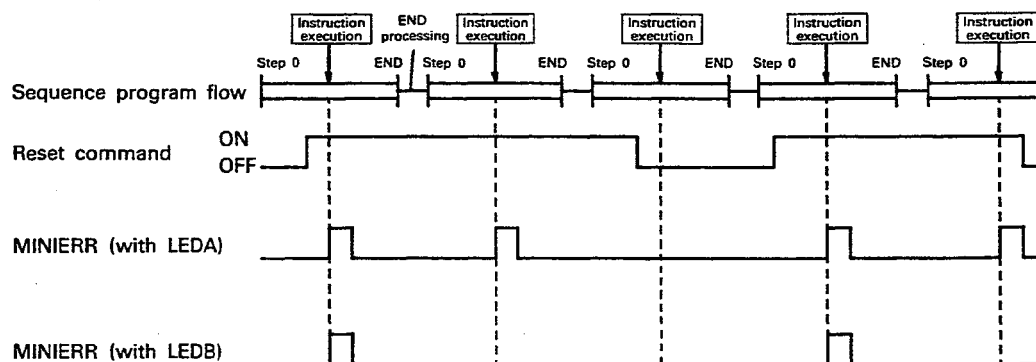 Instruction
execution
END
processing
Instruction
execution
Instruction
execution
Instruction
execution
Instruction
execution
Step 0
END
Step 0
END
Step 0
END
Step 0
END
Step 0
Sequence program flow
Reset command
ON
OFF
MINIERR (with LEDA)
MINIERR (with LEDB)